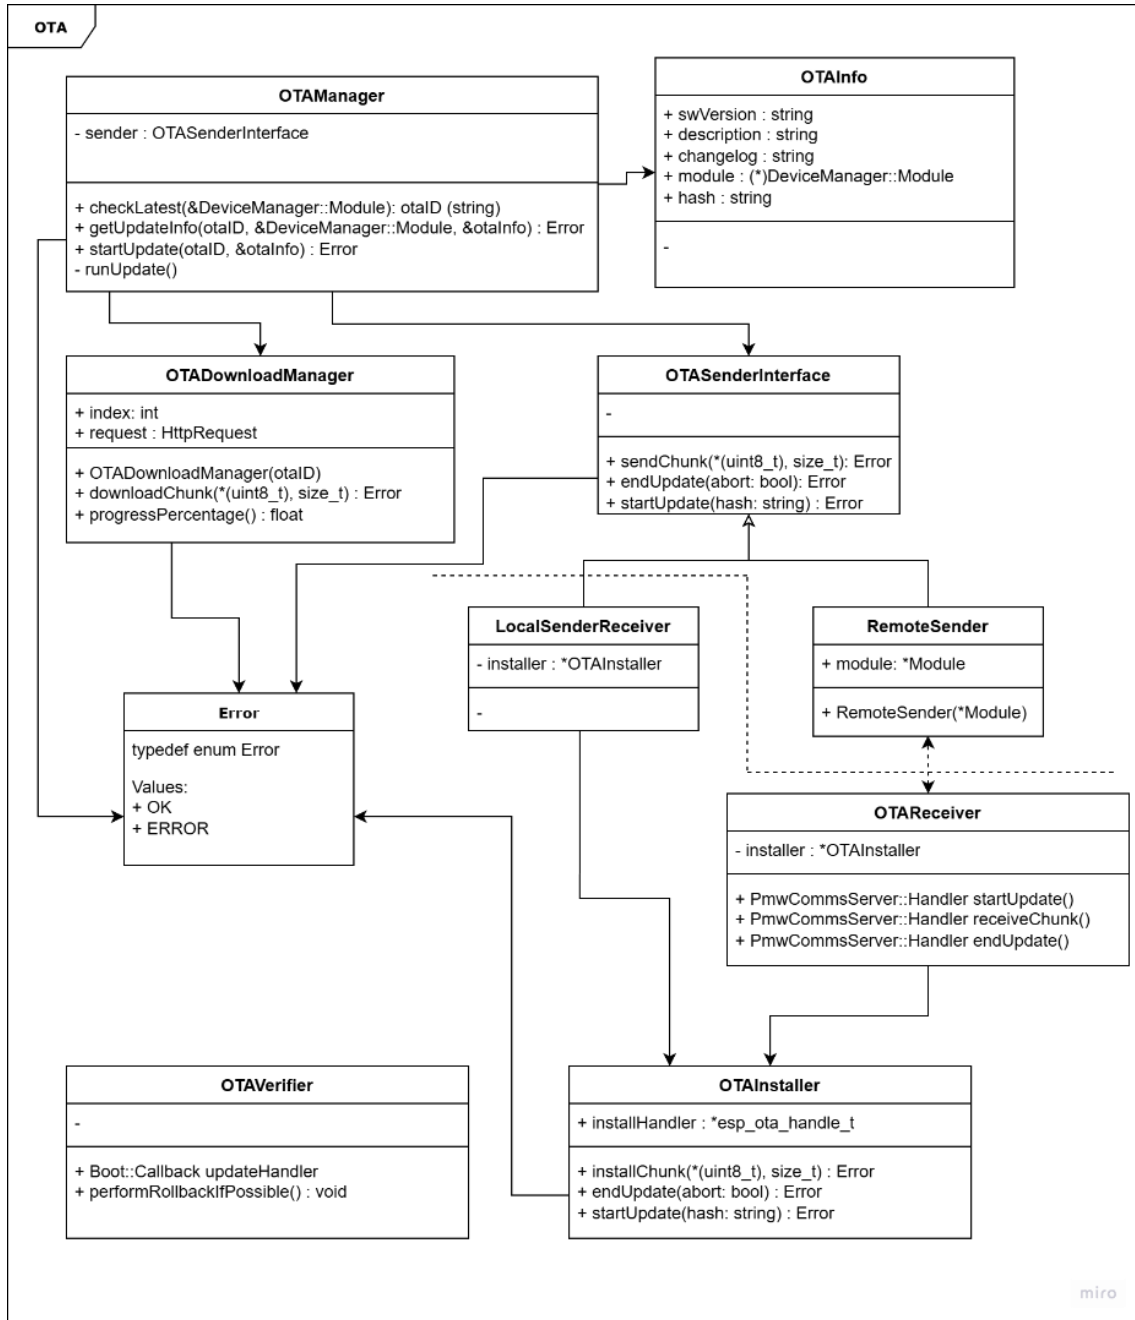 OTA
OTAManager
- sender : OTASenderInterface
+ checkLatest(&DeviceManager::Module): otaID (string)
+ getUpdateInfo(otaID, &DeviceManager::Module, &otaInfo) : Error
+ startUpdate(otaID, &otaInfo) : Error
- runUpdate()
OTAInfo
+ swVersion : string
+ description : string
+ changelog : string
+ module : (*)DeviceManager::Module
+ hash : string
-
OTADownloadManager
+ index: int
+ request : HttpRequest
+ OTADownloadManager(otaID)
+ downloadChunk(*(uint8_t), size_t) : Error
+ progressPercentage() : float
OTASenderInterface
-
+ sendChunk(*(uint8_t), size_t): Error
+ endUpdate(abort: bool): Error
+ startUpdate(hash: string) : Error
LocalSenderReceiver
- installer : *OTAInstaller
-
RemoteSender
+ module: *Module
+ RemoteSender(*Module)
Error
typedef enum Error
Values:
+ OK
+ ERROR
OTAReceiver
- installer : *OTAInstaller
+ PmwCommsServer::Handler startUpdate()
+ PmwCommsServer::Handler receiveChunk()
+ PmwCommsServer::Handler endUpdate()
OTAVerifier
-
+ Boot::Callback updateHandler
+ performRollbackIfPossible() : void
OTAInstaller
+ installHandler : *esp_ota_handle_t
+ installChunk(*(uint8_t), size_t) : Error
+ endUpdate(abort: bool) : Error
+ startUpdate(hash: string) : Error
miro